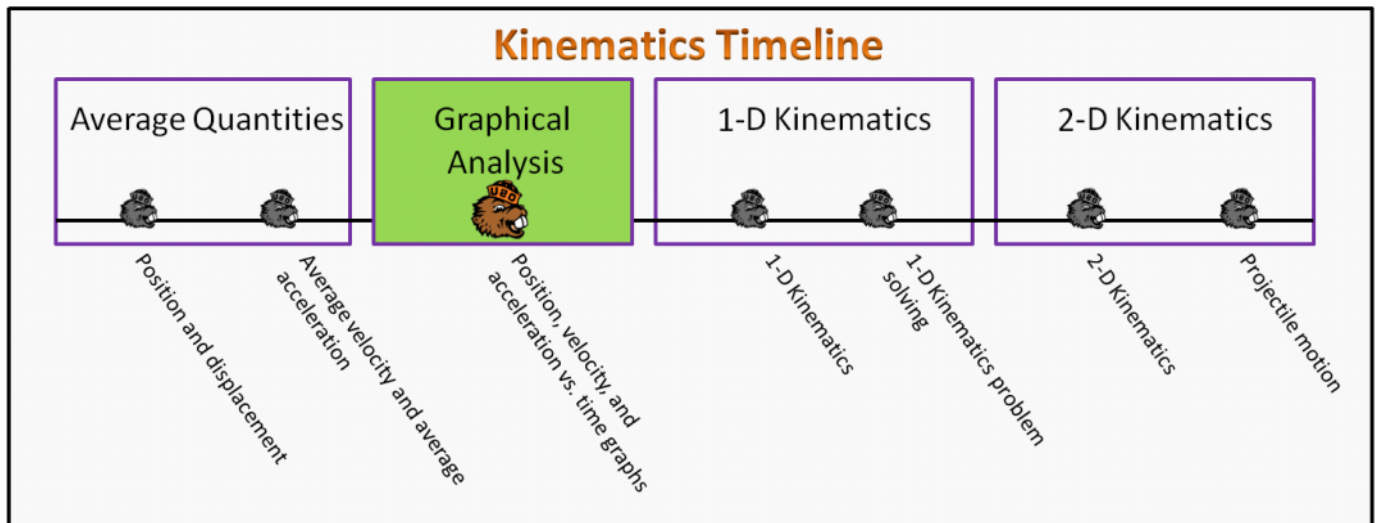 Kinematics Timeline
Average Quantities
Graphical
Analysis
1-D Kinematics
2-D Kinematics
Position and displacement
Average velocity and average
acceleration
Position, velocity, and
acceleration vs. time graphs
1-D Kinematics
1-D Kinematics problem
solving
2-D Kinematics
Projectile motion
OSU